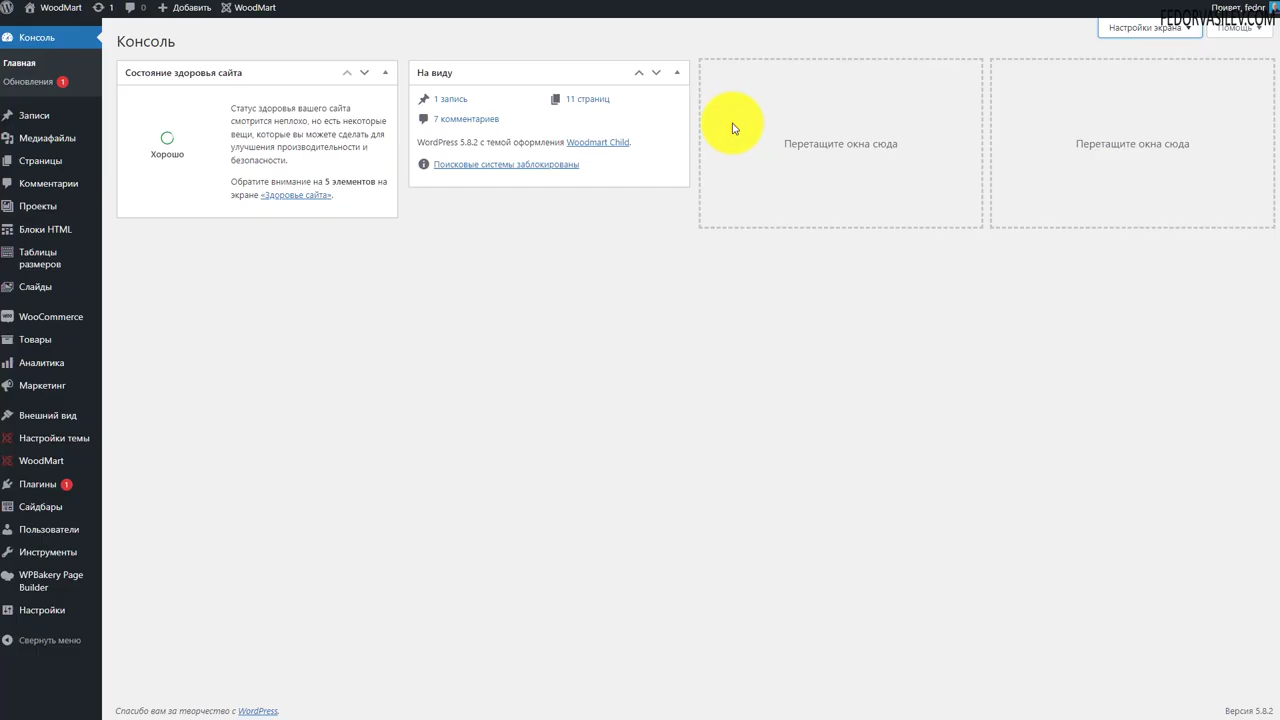 WoodMart 1 0 Добавить WoodMart Привет, fedor
FEDORVASILEV.COM
Настройки экрана Помощь
Консоль
Главная
Обновления 1
Записи
Медиафайлы
Страницы
Комментарии
Проекты
Блоки HTML
Таблицы
размеров
Слайды
WooCommerce
Товары
Аналитика
Маркетинг
Внешний вид
Настройки темы
WoodMart
Плагины 1
Сайдбары
Пользователи
Инструменты
WPBakery Page
Builder
Настройки
Свернуть меню
Консоль
Состояние здоровья сайта
Хорошо
Статус здоровья вашего сайта
смотрится неплохо, но есть некоторые
вещи, которые вы можете сделать для
улучшения производительности и
безопасности.
Обратите внимание на 5 элементов на
экране «Здоровье сайта».
На виду
1 запись 11 страниц
7 комментариев
WordPress 5.8.2 с темой оформления Woodmart Child.
Поисковые системы заблокированы
Перетащите окна сюда
Перетащите окна сюда
Спасибо вам за творчество с WordPress.
Версия 5.8.2